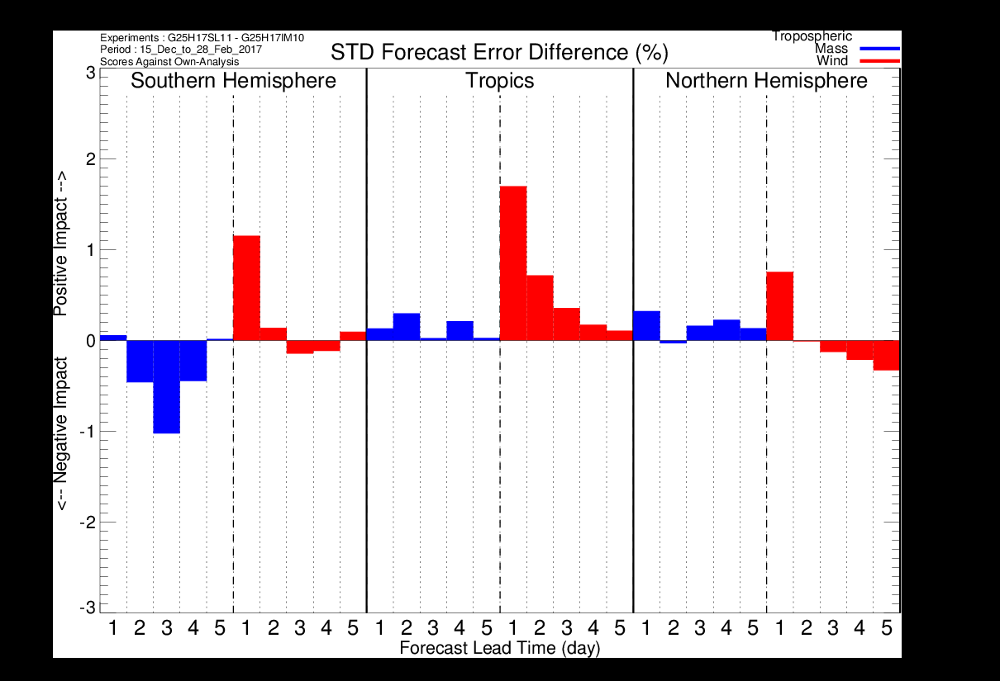 Experiments : G25H17SL11 - G25H17IM10
Period : 15_Dec_to_28_Feb_2017
Scores Against Own-Analysis
STD Forecast Error Difference (%)
Tropospheric
Mass
Wind
Southern Hemisphere
Tropics
Northern Hemisphere
3
2
1
0
-1
-2
-3
Positive Impact -->
<-- Negative Impact
1 2 3 4 5 1 2 3 4 5 1 2 3 4 5 1 2 3 4 5 1 2 3 4 5 1 2 3 4 5
Forecast Lead Time (day)